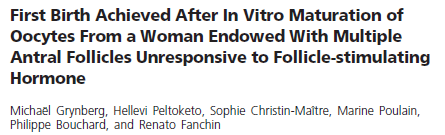 First Birth Achieved After In Vitro Maturation of
Oocytes From a Woman Endowed With Multiple
Antral Follicles Unresponsive to Follicle-stimulating
Hormone
Michaël Grynberg, Hellevi Peltoketo, Sophie Christin-Maître, Marine Poulain,
Philippe Bouchard, and Renato Fanchin